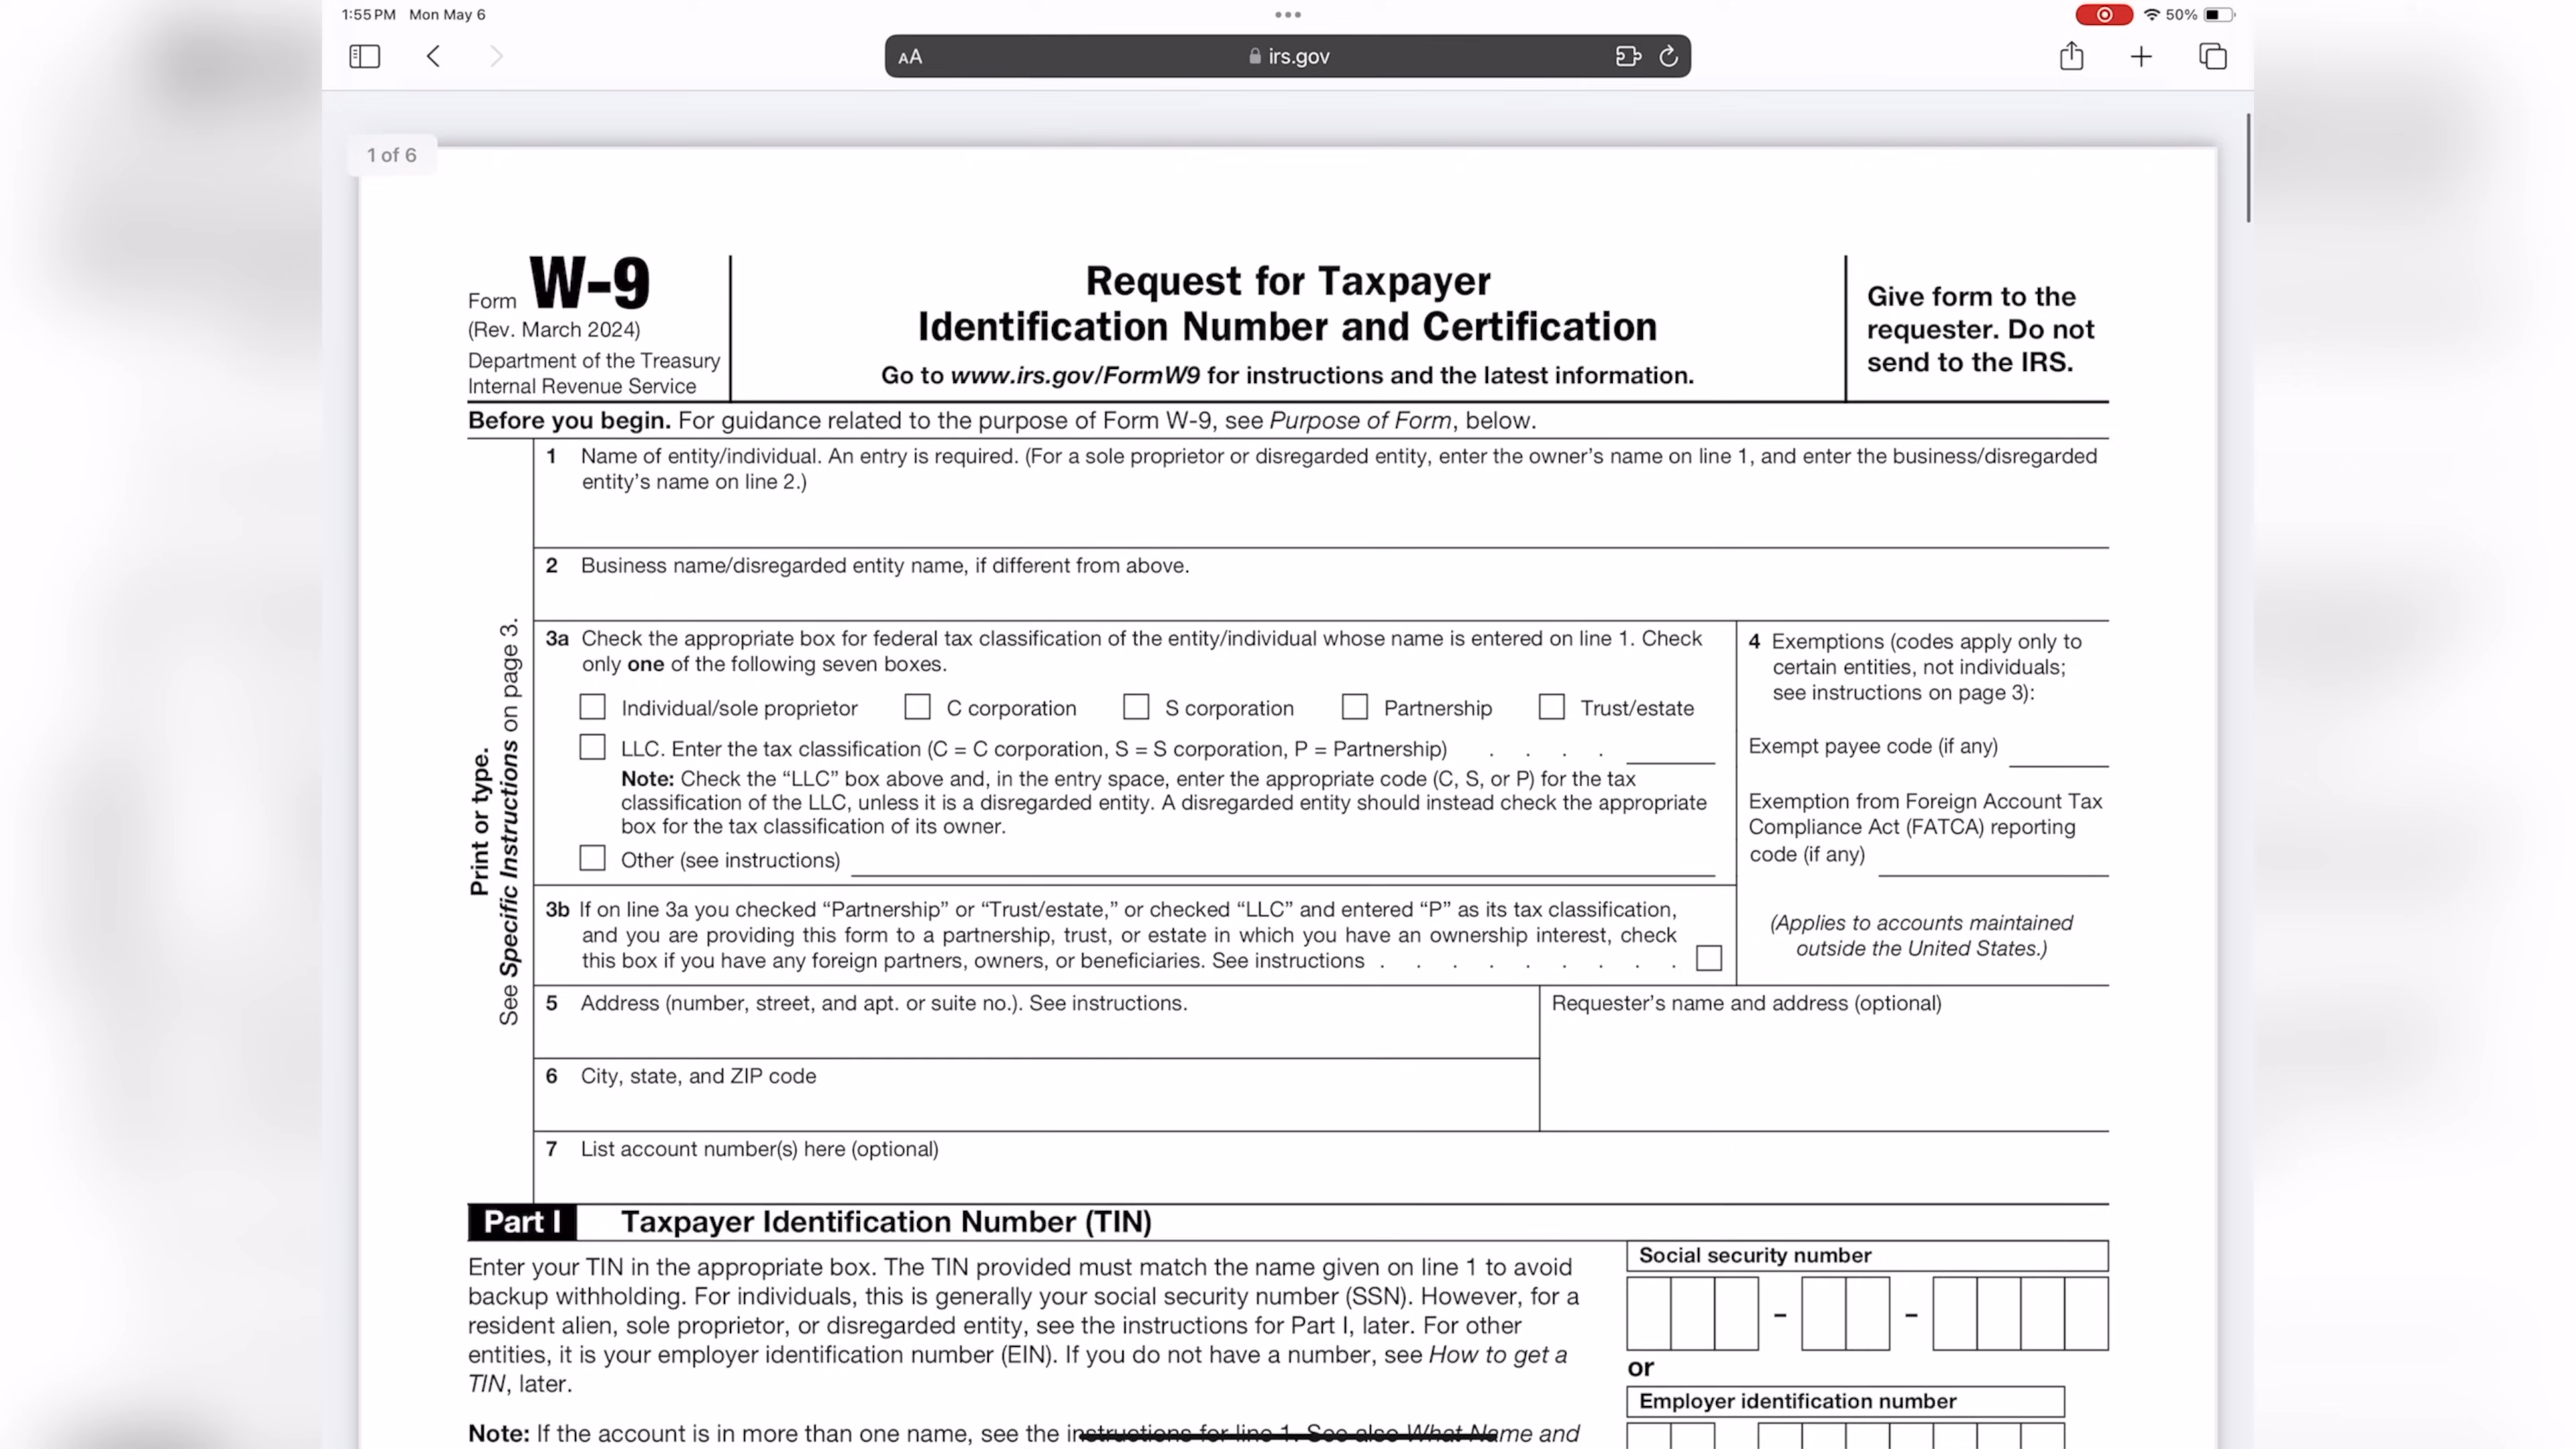 1:55 PM Mon May 6
50%
AA
irs.gov
1 of 6
Form W-9
(Rev. March 2024)
Department of the Treasury
Internal Revenue Service
Request for Taxpayer
Identification Number and Certification
Go to www.irs.gov/FormW9 for instructions and the latest information.
Give form to the
requester. Do not
send to the IRS.
Before you begin. For guidance related to the purpose of Form W-9, see Purpose of Form, below.
Print or type.
See Specific Instructions on page 3.
1 Name of entity/individual. An entry is required. (For a sole proprietor or disregarded entity, enter the owner’s name on line 1, and enter the business/disregarded
entity’s name on line 2.)
2 Business name/disregarded entity name, if different from above.
3a Check the appropriate box for federal tax classification of the entity/individual whose name is entered on line 1. Check
only one of the following seven boxes.
Individual/sole proprietor C corporation S corporation Partnership Trust/estate
LLC. Enter the tax classification (C = C corporation, S = S corporation, P = Partnership) . . . .
Note: Check the “LLC” box above and, in the entry space, enter the appropriate code (C, S, or P) for the tax
classification of the LLC, unless it is a disregarded entity. A disregarded entity should instead check the appropriate
box for the tax classification of its owner.
Other (see instructions)
4 Exemptions (codes apply only to
certain entities, not individuals;
see instructions on page 3):
Exempt payee code (if any)
Exemption from Foreign Account Tax
Compliance Act (FATCA) reporting
code (if any)
(Applies to accounts maintained
outside the United States.)
3b If on line 3a you checked “Partnership” or “Trust/estate,” or checked “LLC” and entered “P” as its tax classification,
and you are providing this form to a partnership, trust, or estate in which you have an ownership interest, check
this box if you have any foreign partners, owners, or beneficiaries. See instructions . . . . . . . . .
5 Address (number, street, and apt. or suite no.). See instructions.
Requester’s name and address (optional)
6 City, state, and ZIP code
7 List account number(s) here (optional)
Part I Taxpayer Identification Number (TIN)
Enter your TIN in the appropriate box. The TIN provided must match the name given on line 1 to avoid
backup withholding. For individuals, this is generally your social security number (SSN). However, for a
resident alien, sole proprietor, or disregarded entity, see the instructions for Part I, later. For other
entities, it is your employer identification number (EIN). If you do not have a number, see How to get a
TIN, later.
Social security number
– –
or
Employer identification number
Note: If the account is in more than one name, see the instructions for line 1. See also What Name and